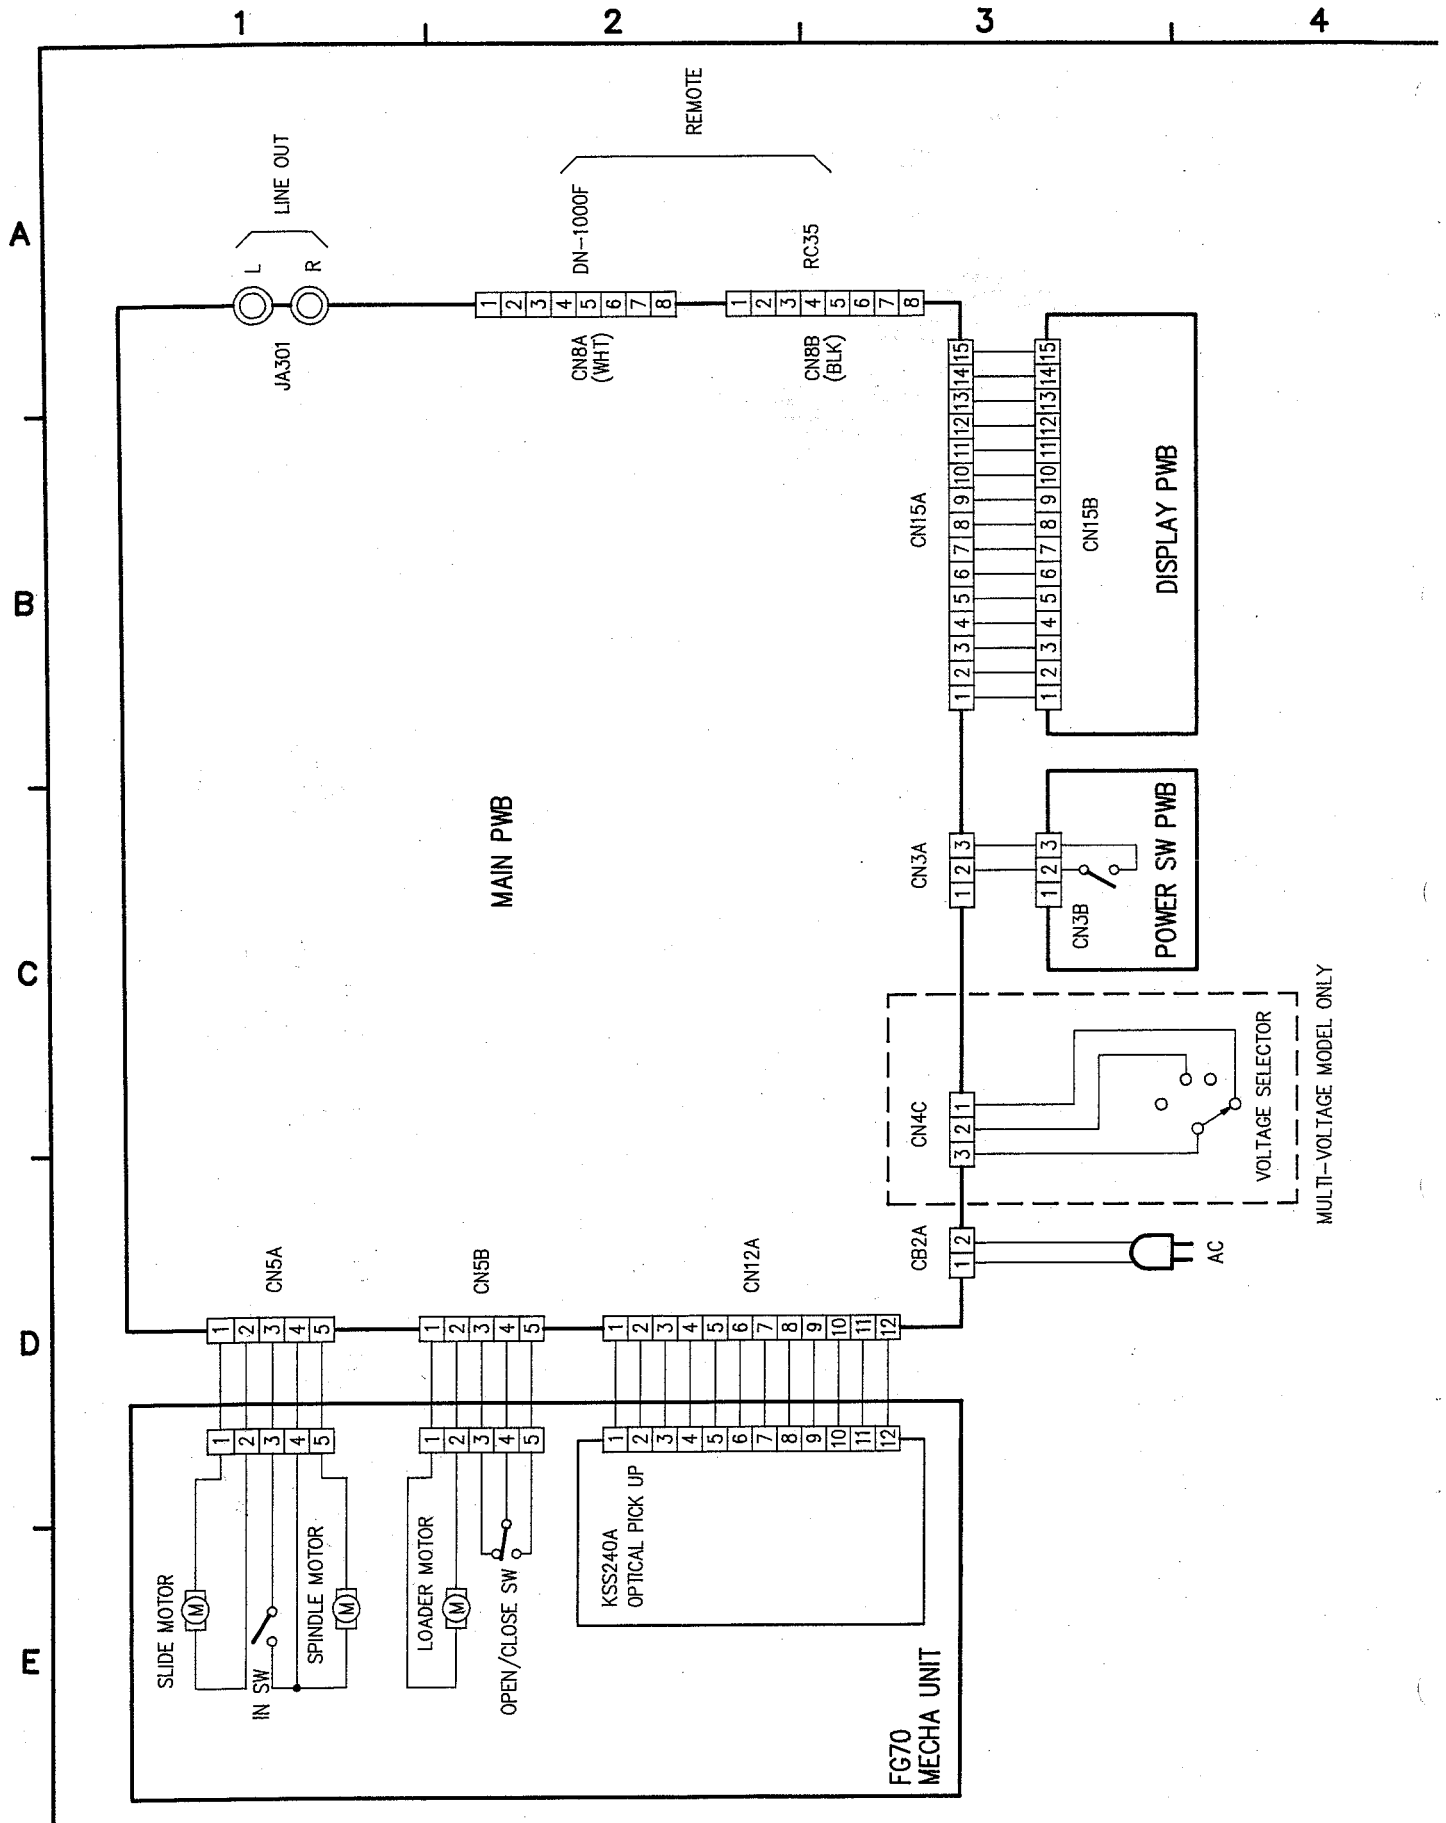 1 2 3 4
A
B
C
D
E
LINE OUT
L
R
JA301
REMOTE
DN-1000F
1 2 3 4 5 6 7 8
CN8A
(WHT)
RC35
1 2 3 4 5 6 7 8
CN8B
(BLK)
MAIN PWB
CN15A
1 2 3 4 5 6 7 8 9 10 11 12 13 14 15
1 2 3 4 5 6 7 8 9 10 11 12 13 14 15
CN15B
DISPLAY PWB
CN3A
1 2 3
1 2 3
CN3B
POWER SW PWB
CN4C
3 2 1
VOLTAGE SELECTOR
MULTI-VOLTAGE MODEL ONLY
CB2A
1 2
AC
CN5A
1 2 3 4 5
1 2 3 4 5
CN5B
1 2 3 4 5
1 2 3 4 5
CN12A
1 2 3 4 5 6 7 8 9 10 11 12
1 2 3 4 5 6 7 8 9 10 11 12
SLIDE MOTOR
M
IN SW
SPINDLE MOTOR
M
LOADER MOTOR
M
OPEN/CLOSE SW
KSS240A
OPTICAL PICK UP
FG70
MECHA UNIT